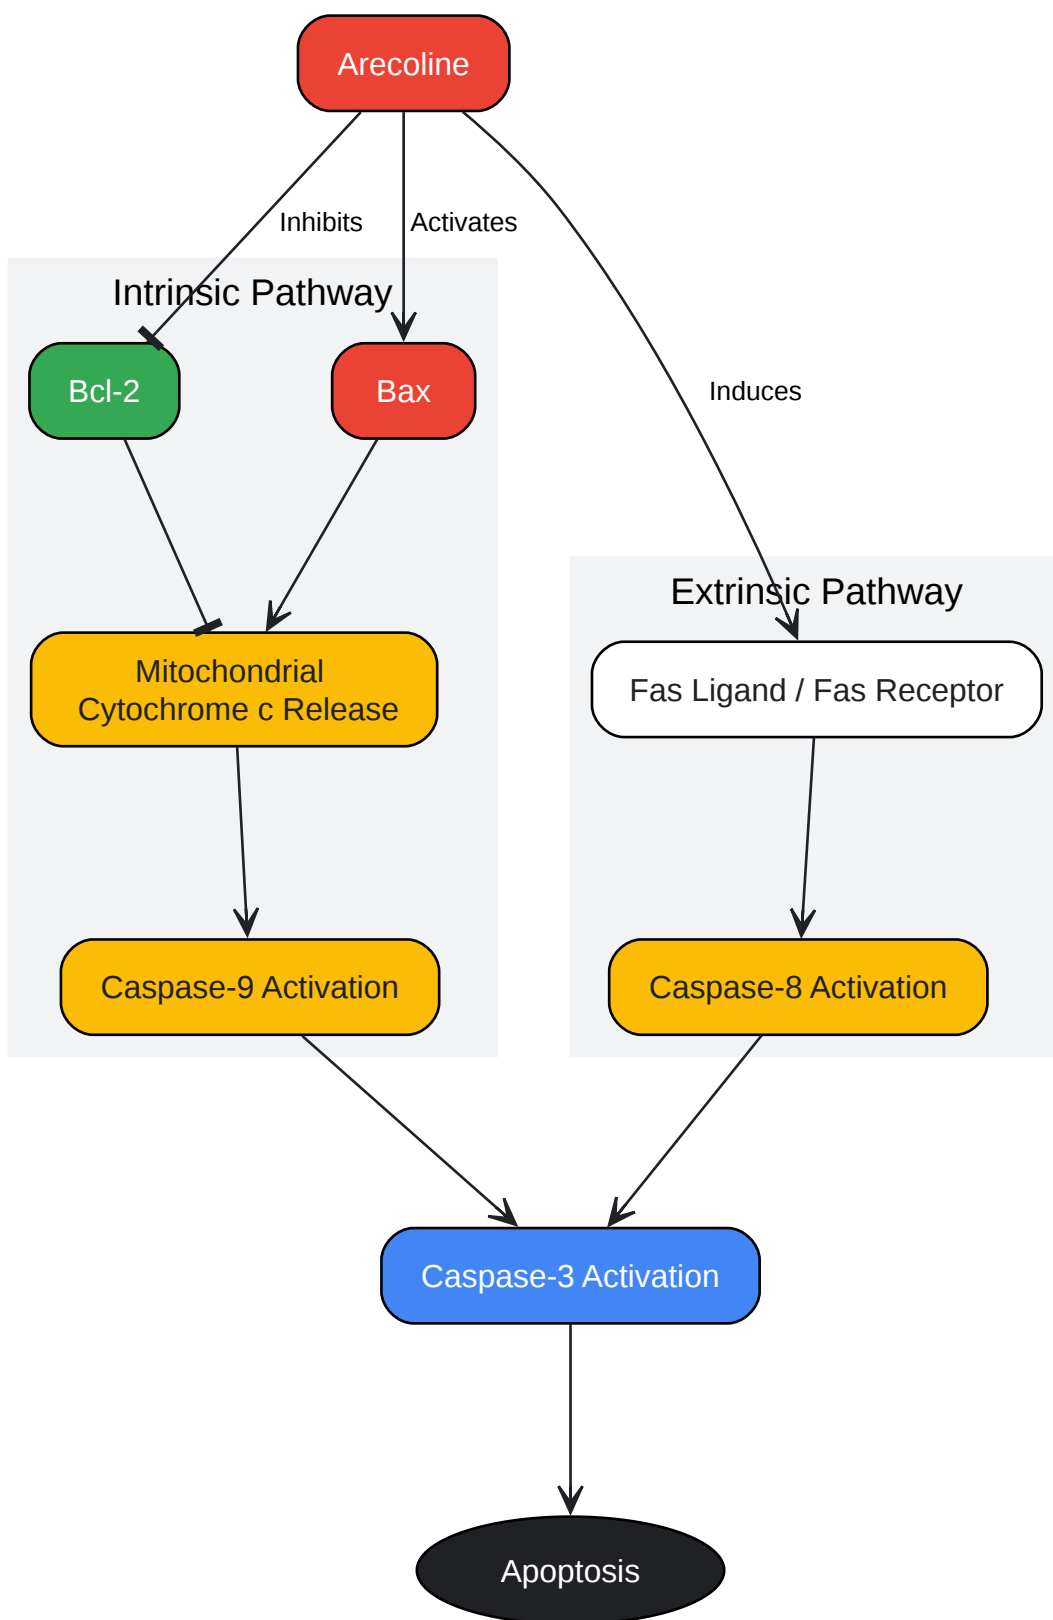 Arecoline
Inhibits
Activates
Intrinsic Pathway
Bcl-2
Bax
Induces
Extrinsic Pathway
Mitochondrial
Cytochrome c Release
Fas Ligand / Fas Receptor
Caspase-9 Activation
Caspase-8 Activation
Caspase-3 Activation
Apoptosis